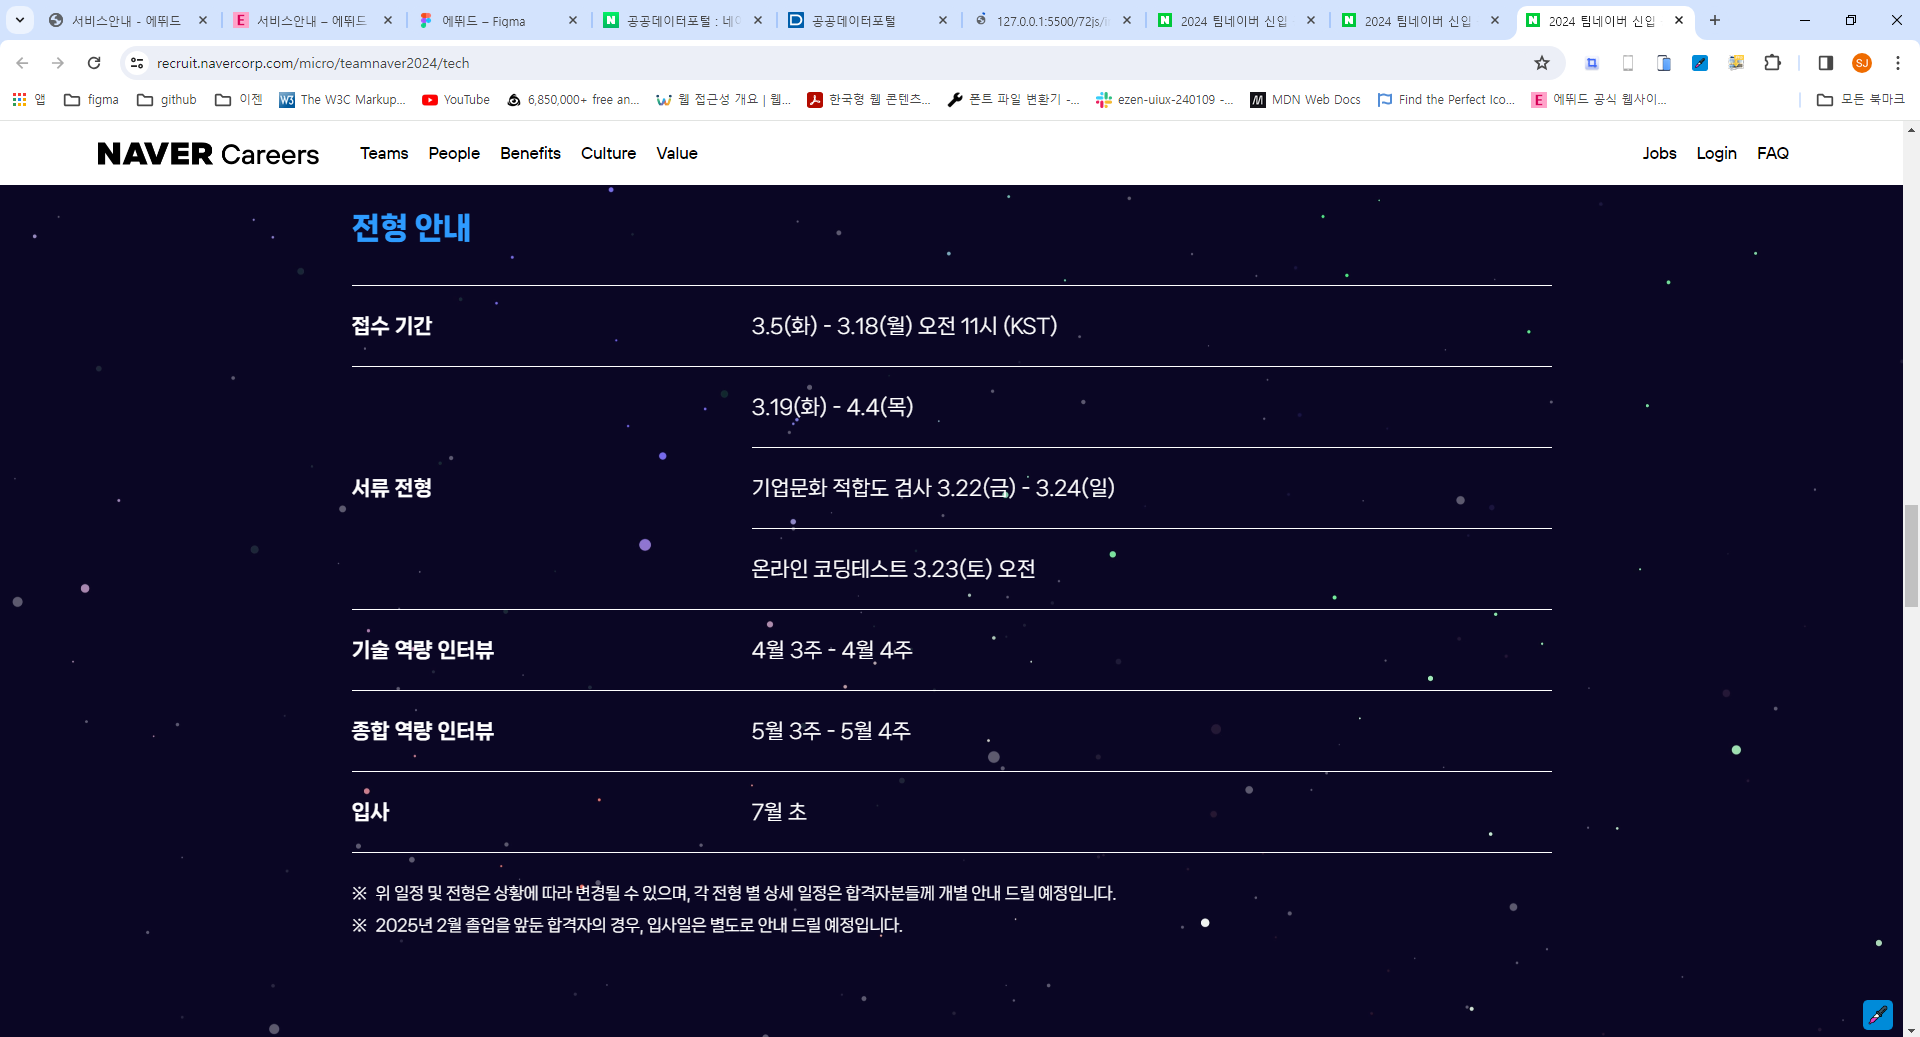 서비스안내 - 에뛰드
서비스안내 – 에뛰드
에뛰드 – Figma
공공데이터포털 : 네이
공공데이터포털
127.0.0.1:5500/72js/i
2024 팀네이버 신입
2024 팀네이버 신입
2024 팀네이버 신입
recruit.navercorp.com/micro/teamnaver2024/tech
SJ
앱
figma
github
이젠
The W3C Markup...
YouTube
6,850,000+ free an...
웹 접근성 개요 | 웹...
한국형 웹 콘텐츠...
폰트 파일 변환기 -...
ezen-uiux-240109 -...
MDN Web Docs
Find the Perfect Ico...
에뛰드 공식 웹사이...
모든 북마크
NAVER Careers
Teams
People
Benefits
Culture
Value
Jobs
Login
FAQ
전형 안내
접수 기간
3.5(화) - 3.18(월) 오전 11시 (KST)
서류 전형
3.19(화) - 4.4(목)
기업문화 적합도 검사 3.22(금) - 3.24(일)
온라인 코딩테스트 3.23(토) 오전
기술 역량 인터뷰
4월 3주 - 4월 4주
종합 역량 인터뷰
5월 3주 - 5월 4주
입사
7월 초
※ 위 일정 및 전형은 상황에 따라 변경될 수 있으며, 각 전형 별 상세 일정은 합격자분들께 개별 안내 드릴 예정입니다.
※ 2025년 2월 졸업을 앞둔 합격자의 경우, 입사일은 별도로 안내 드릴 예정입니다.